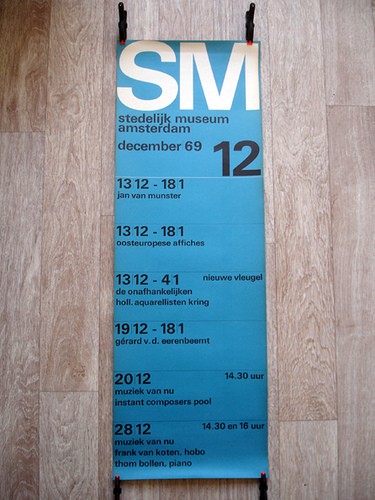 SM
stedelijk museum
amsterdam
december 69
12
13|12 - 18|1
jan van munster
13|12 - 18|1
oosteuropese affiches
13|12 - 4|1 nieuwe vleugel
de onafhankelijken
holl. aquarellisten kring
19|12 - 18|1
gérard v. d. eerenbeemt
20|12 14.30 uur
muziek van nu
instant composers pool
28|12 14.30 en 16 uur
muziek van nu
frank van koten, hobo
thom bollen, piano